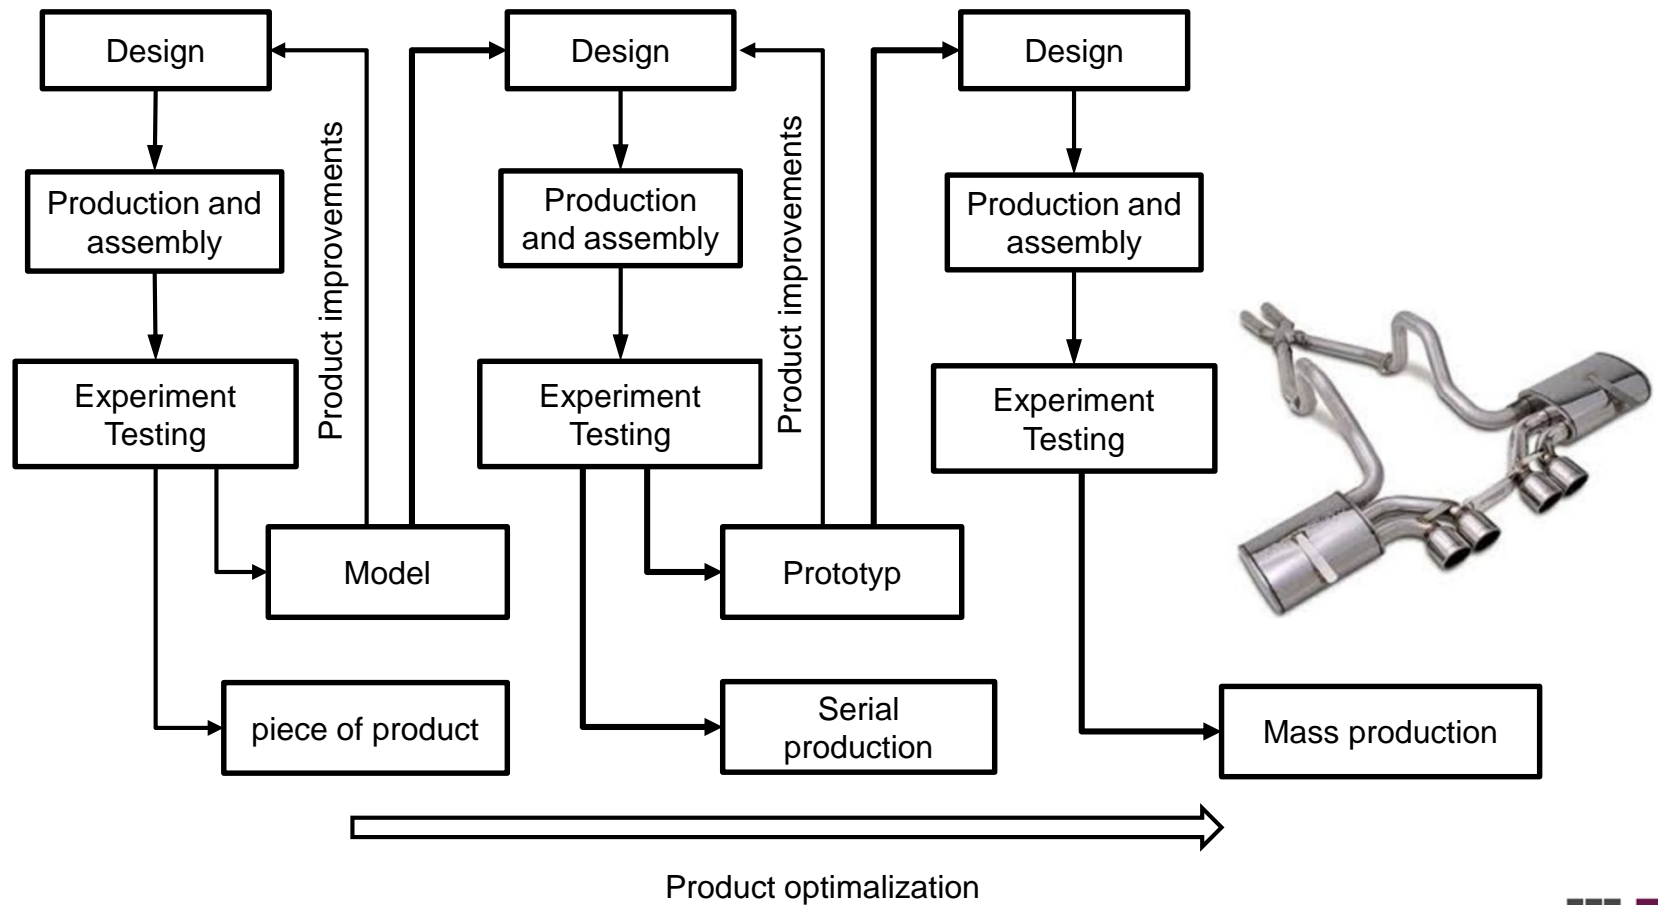 Design
Production and
assembly
Experiment
Testing
Product improvements
Model
piece of product
Design
Production
and assembly
Experiment
Testing
Product improvements
Prototyp
Serial
production
Design
Production and
assembly
Experiment
Testing
Mass production
Product optimalization